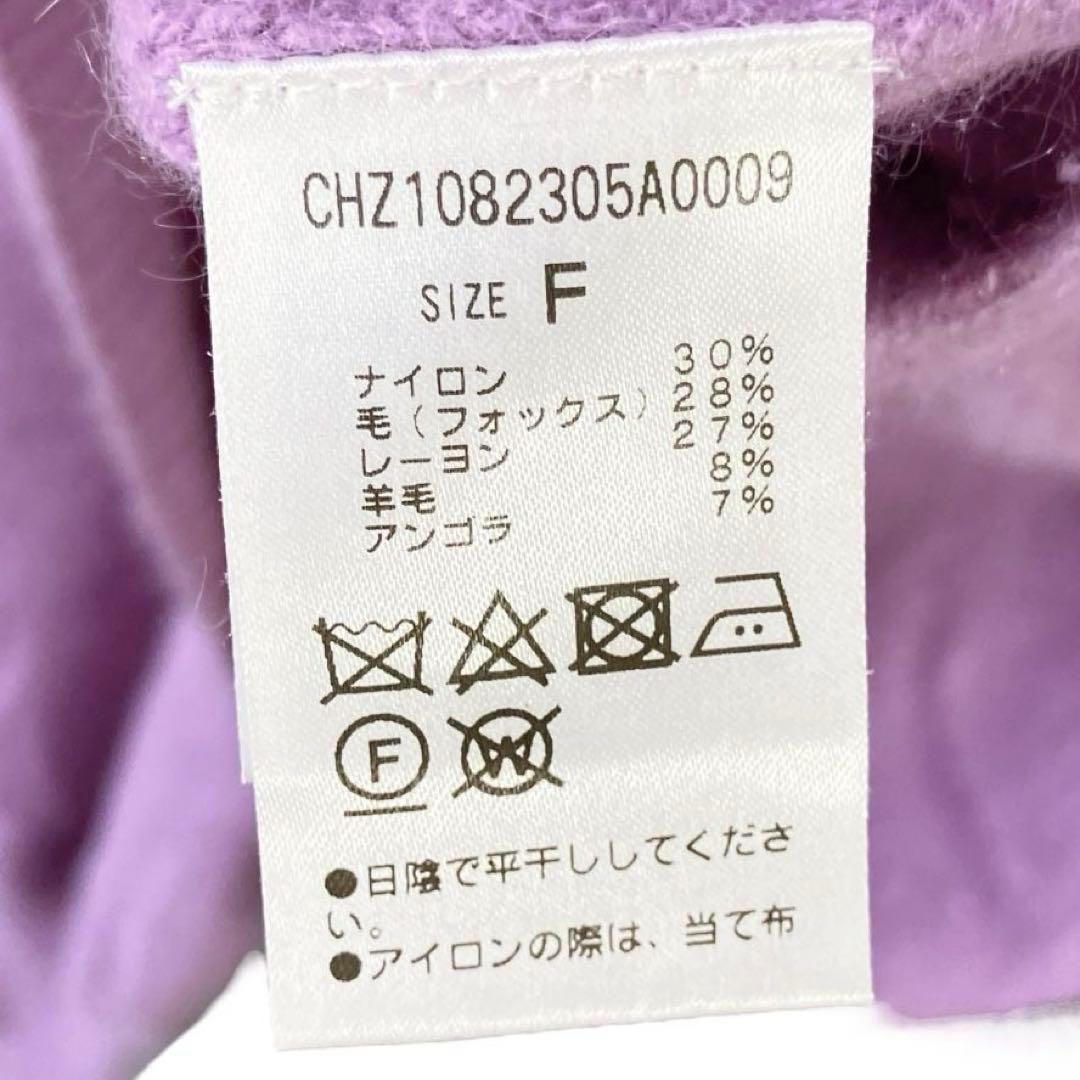 CHZ1082305A0009
SIZE F
ナイロン 30%
毛(フォックス) 28%
レーヨン 27%
羊毛 8%
アンゴラ 7%
F
W
●日陰で平干ししてくださ
い。
●アイロンの際は、当て布